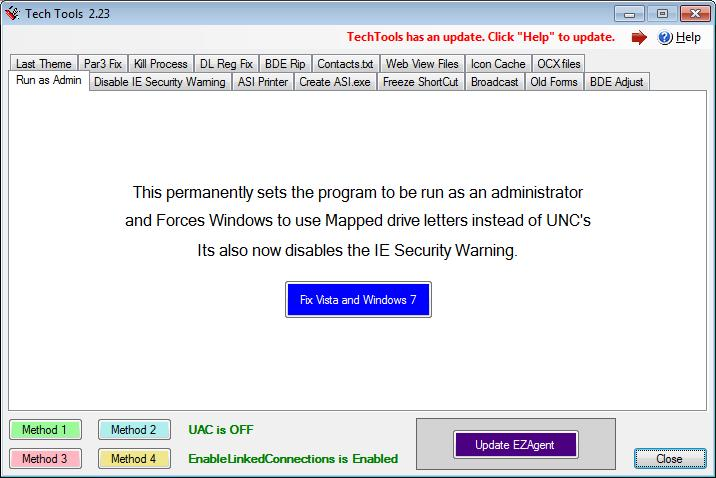 Tech Tools 2.23
TechTools has an update. Click "Help" to update.
Help
Last Theme Par3 Fix Kill Process DL Reg Fix BDE Rip Contacts.txt Web View Files Icon Cache OCX files
Run as Admin Disable IE Security Warning ASI Printer Create ASI.exe Freeze ShortCut Broadcast Old Forms BDE Adjust
This permanently sets the program to be run as an administrator
and Forces Windows to use Mapped drive letters instead of UNC's
Its also now disables the IE Security Warning.
Fix Vista and Windows 7
Method 1 Method 2 UAC is OFF
Method 3 Method 4 EnableLinkedConnections is Enabled
Update EZAgent
Close